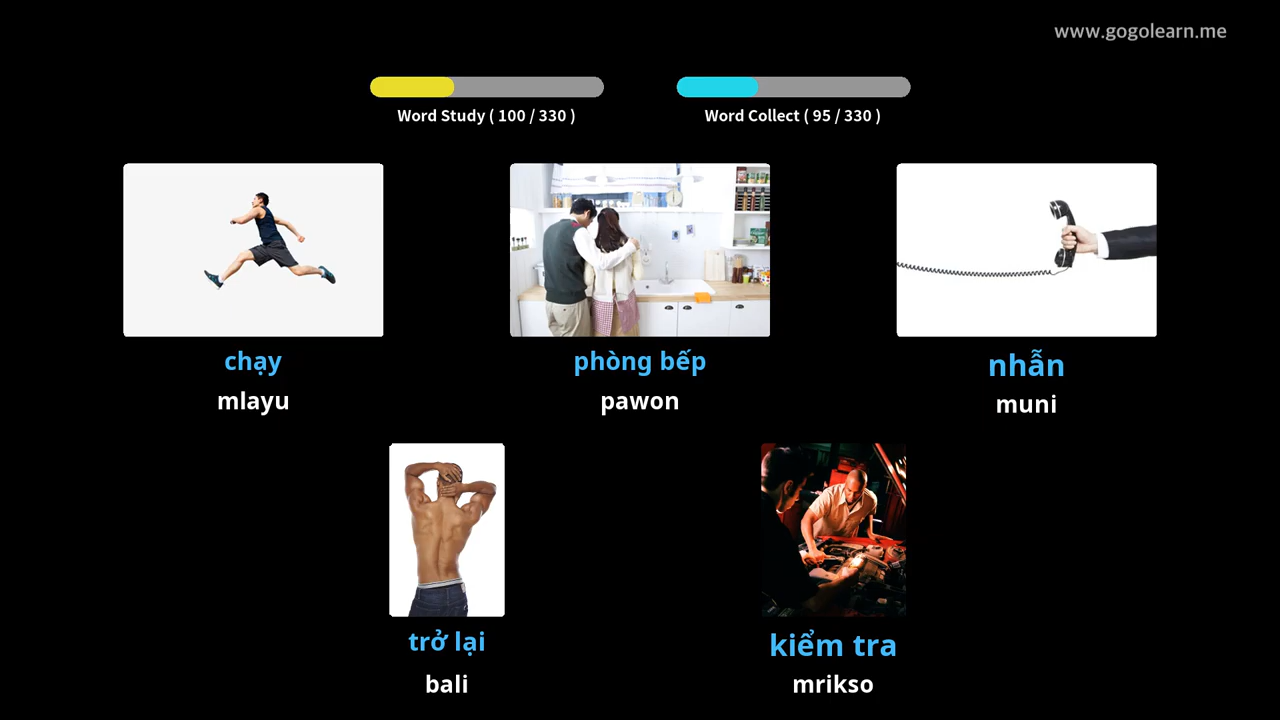 www.gogolearn.me
Word Study ( 100 / 330 )
Word Collect ( 95 / 330 )
chạy
mlayu
phòng bếp
pawon
nhẫn
muni
trở lại
bali
kiểm tra
mrikso